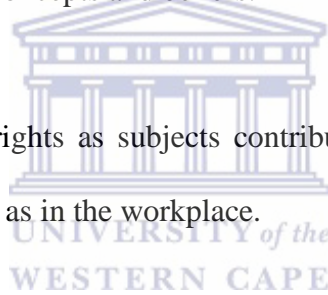 rights as subjects contribu
as in the workplace.
UNIVERSITY of the
WESTERN CAPE